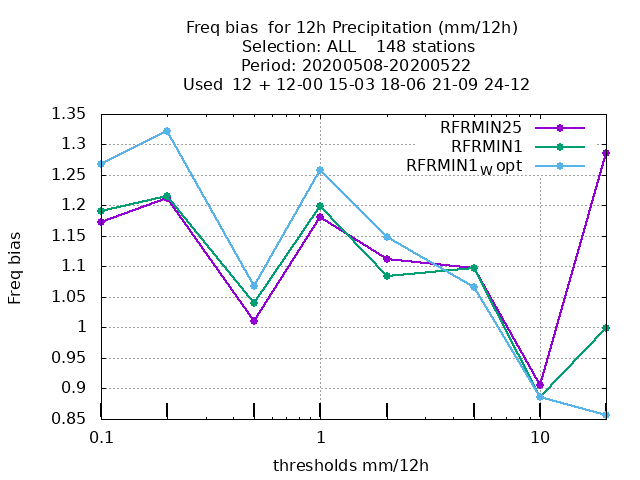 Freq bias  for 12h Precipitation (mm/12h)
Selection: ALL    148 stations
Period: 20200508-20200522
Used  12 + 12-00 15-03 18-06 21-09 24-12
RFRMIN25
RFRMIN1
RFRMIN1W opt
Freq bias
1.35
1.3
1.25
1.2
1.15
1.1
1.05
1
0.95
0.9
0.85
0.1 1 10
thresholds mm/12h